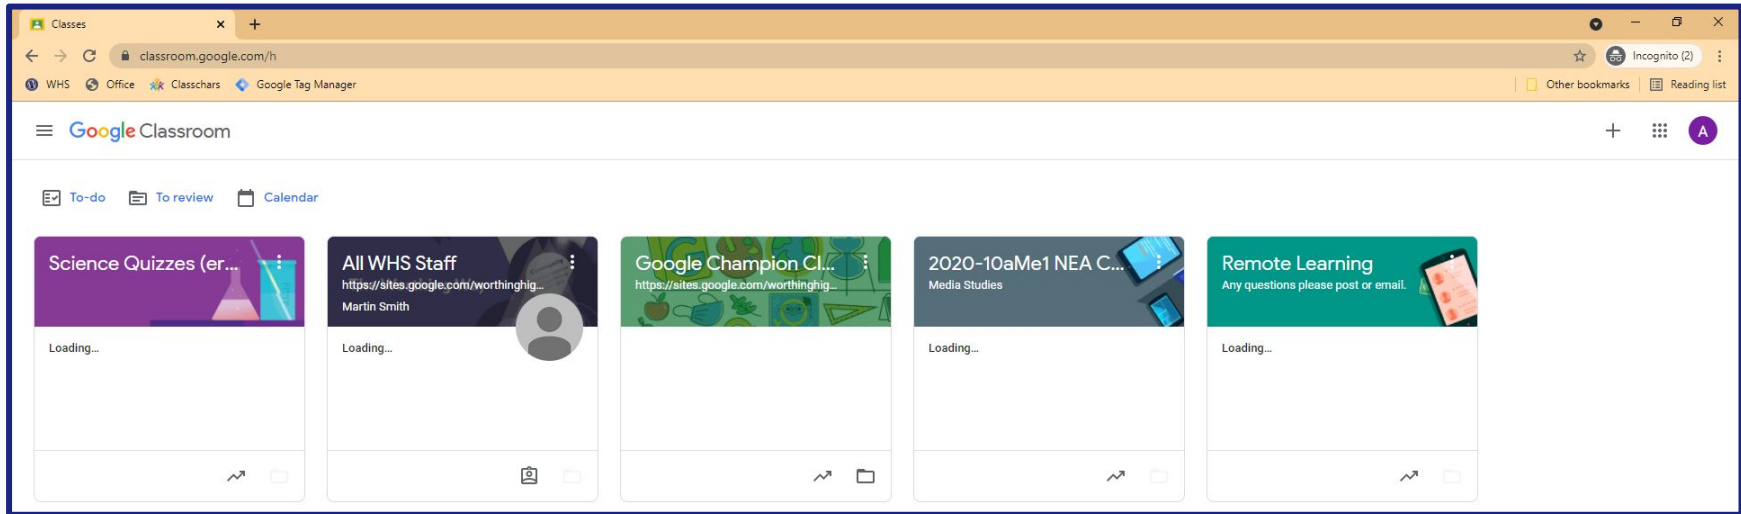 Classes
classroom.google.com/h
Incognito (2)
WHS Office Classchars Google Tag Manager
Other bookmarks Reading list
Google Classroom
A
To-do To review Calendar
Science Quizzes (er...
All WHS Staff
https://sites.google.com/worthinghig...
Martin Smith
Google Champion Cl...
https://sites.google.com/worthinghig...
2020-10aMe1 NEA C...
Media Studies
Remote Learning
Any questions please post or email.
Loading...
Loading...
Loading...
Loading...